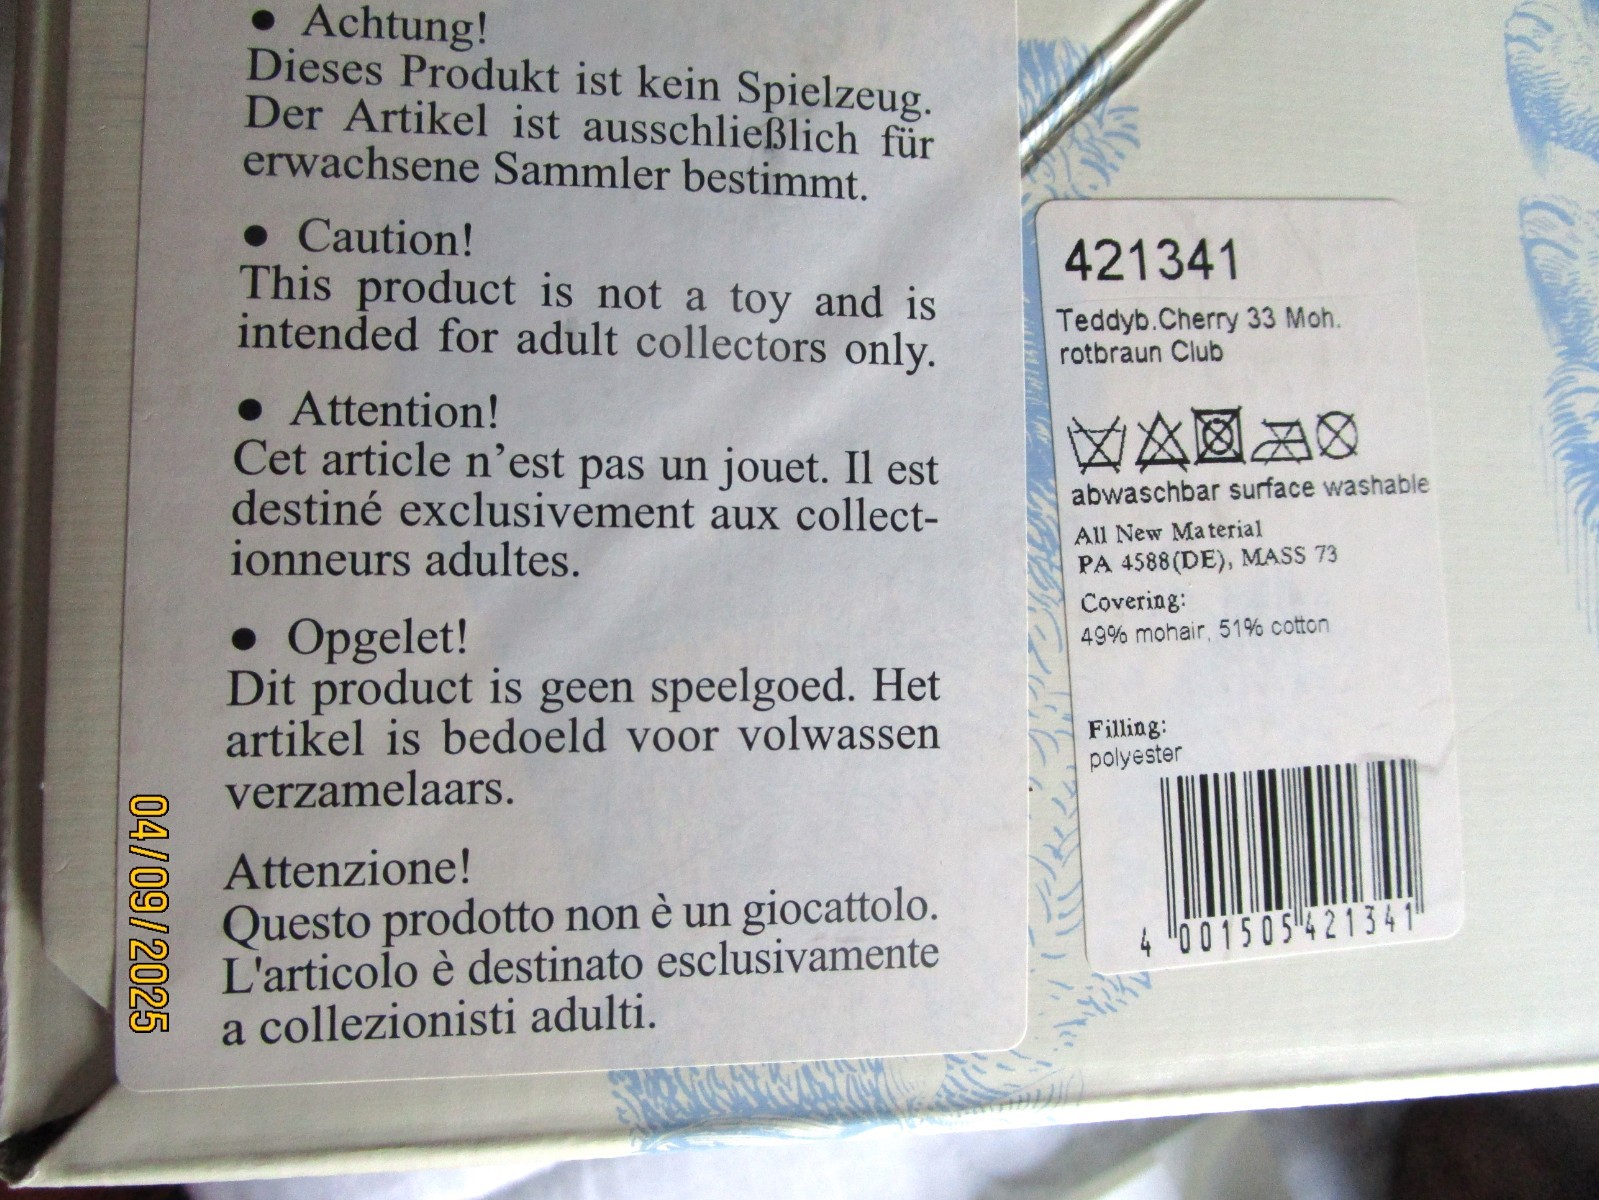 • Achtung!
Dieses Produkt ist kein Spielzeug.
Der Artikel ist ausschließlich für
erwachsene Sammler bestimmt.
• Caution!
This product is not a toy and is
intended for adult collectors only.
• Attention!
Cet article n'est pas un jouet. Il est
destiné exclusivement aux collect-
ionneurs adultes.
• Opgelet!
Dit product is geen speelgoed. Het
artikel is bedoeld voor volwassen
verzamelaars.
Attenzione!
Questo prodotto non è un giocattolo.
L'articolo è destinato esclusivamente
a collezionisti adulti.
421341
Teddyb.Cherry 33 Moh.
rotbraun Club
abwaschbar surface washable
All New Material
PA 4588(DE), MASS 73
Covering:
49% mohair, 51% cotton
Filling:
polyester
4 001505 421341
04/09/2025